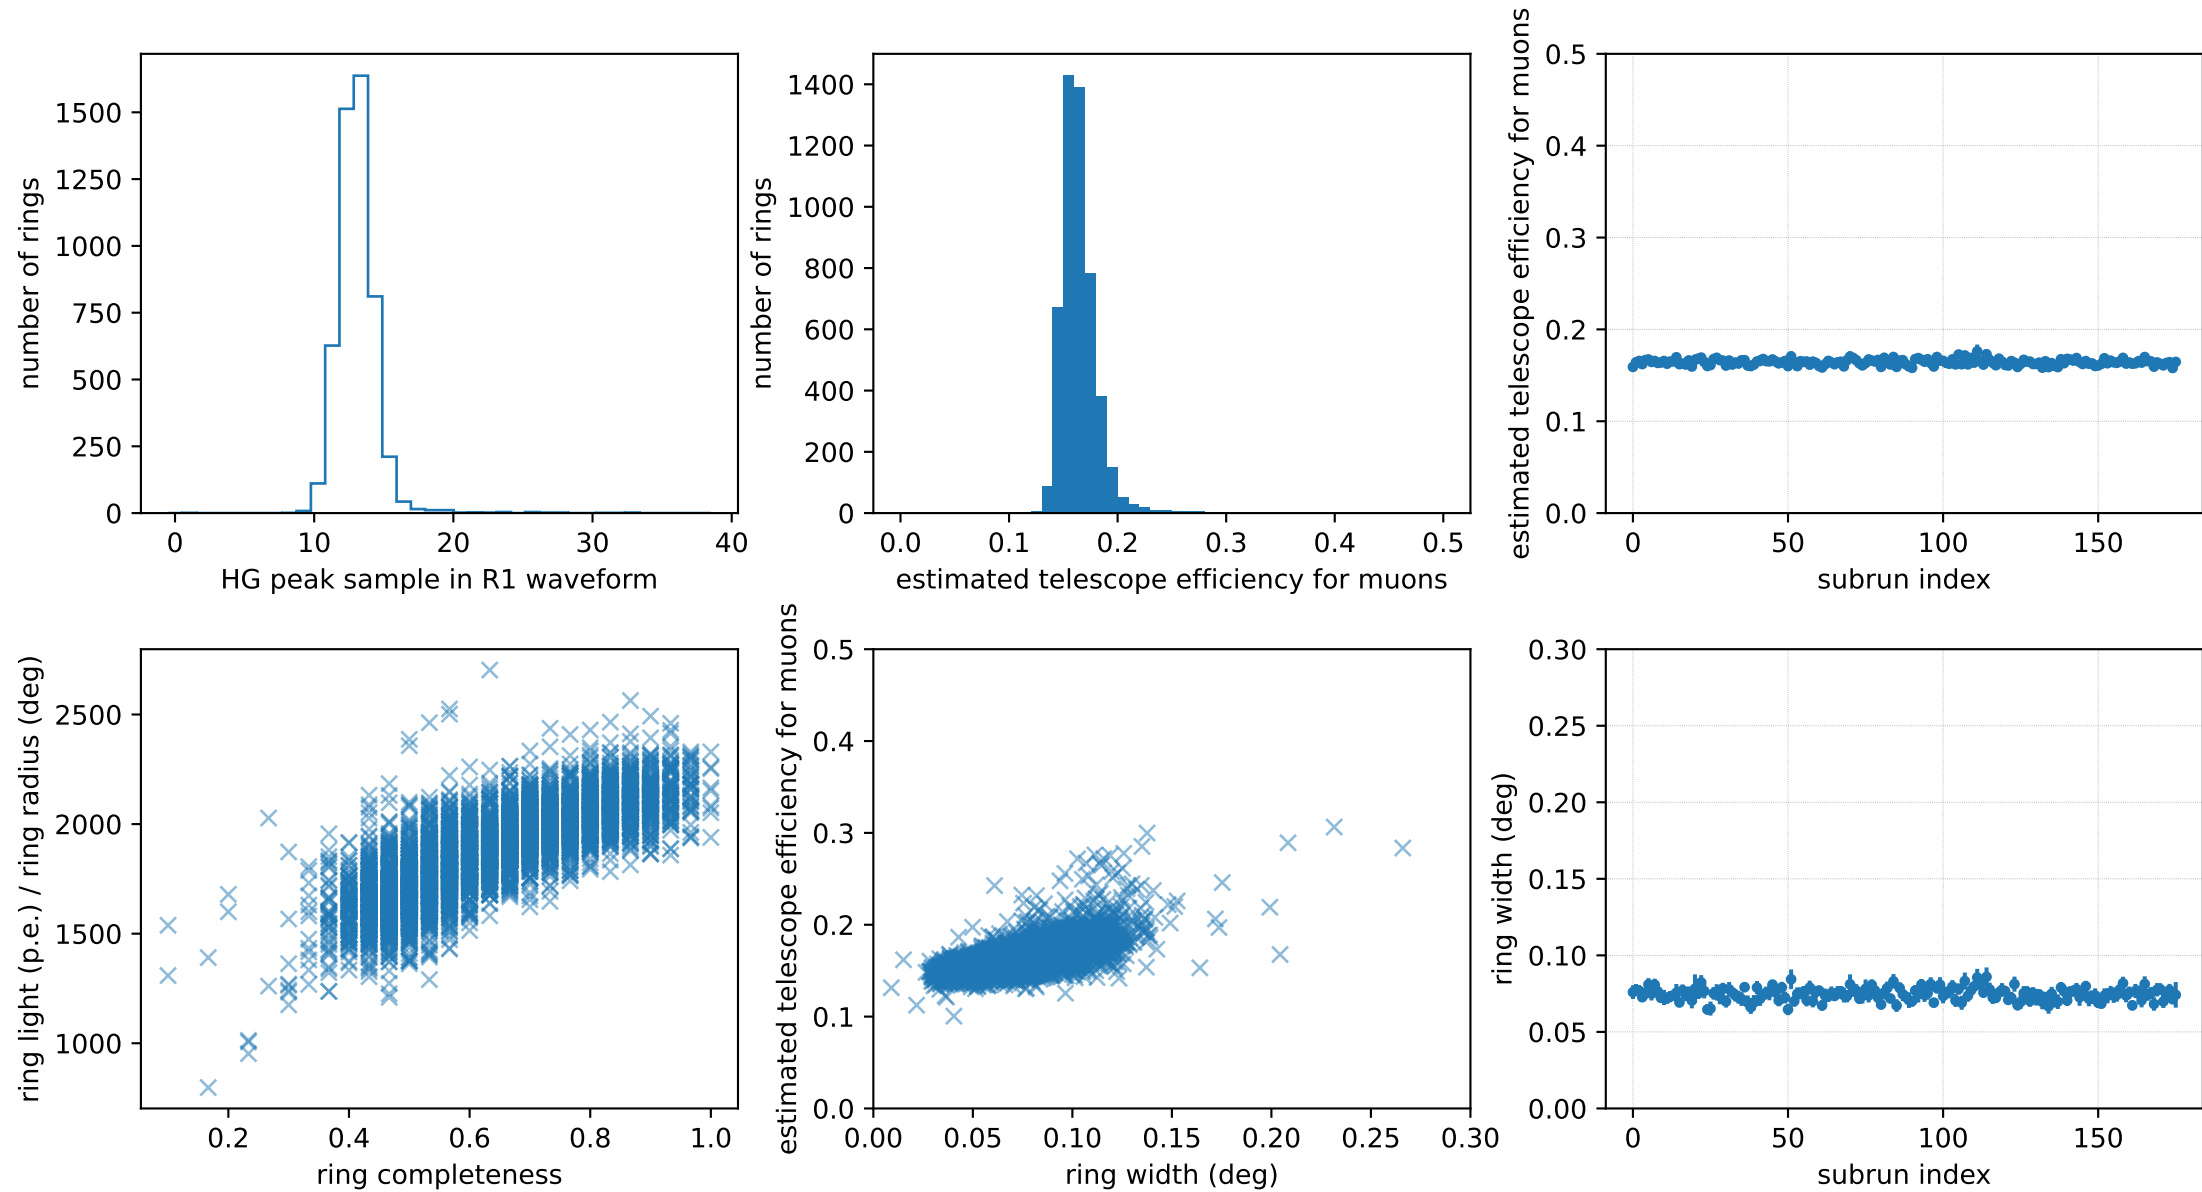 number of rings
1500
1250
1000
750
500
250
0
0 10 20 30 40
HG peak sample in R1 waveform
number of rings
1400
1200
1000
800
600
400
200
0
0.0 0.1 0.2 0.3 0.4 0.5
estimated telescope efficiency for muons
estimated telescope efficiency for muons
0.5
0.4
0.3
0.2
0.1
0.0
0 50 100 150
subrun index
ring light (p.e.) / ring radius (deg)
2500
2000
1500
1000
0.2 0.4 0.6 0.8 1.0
ring completeness
estimated telescope efficiency for muons
0.5
0.4
0.3
0.2
0.1
0.0
0.00 0.05 0.10 0.15 0.20 0.25 0.30
ring width (deg)
ring width (deg)
0.30
0.25
0.20
0.15
0.10
0.05
0.00
0 50 100 150
subrun index